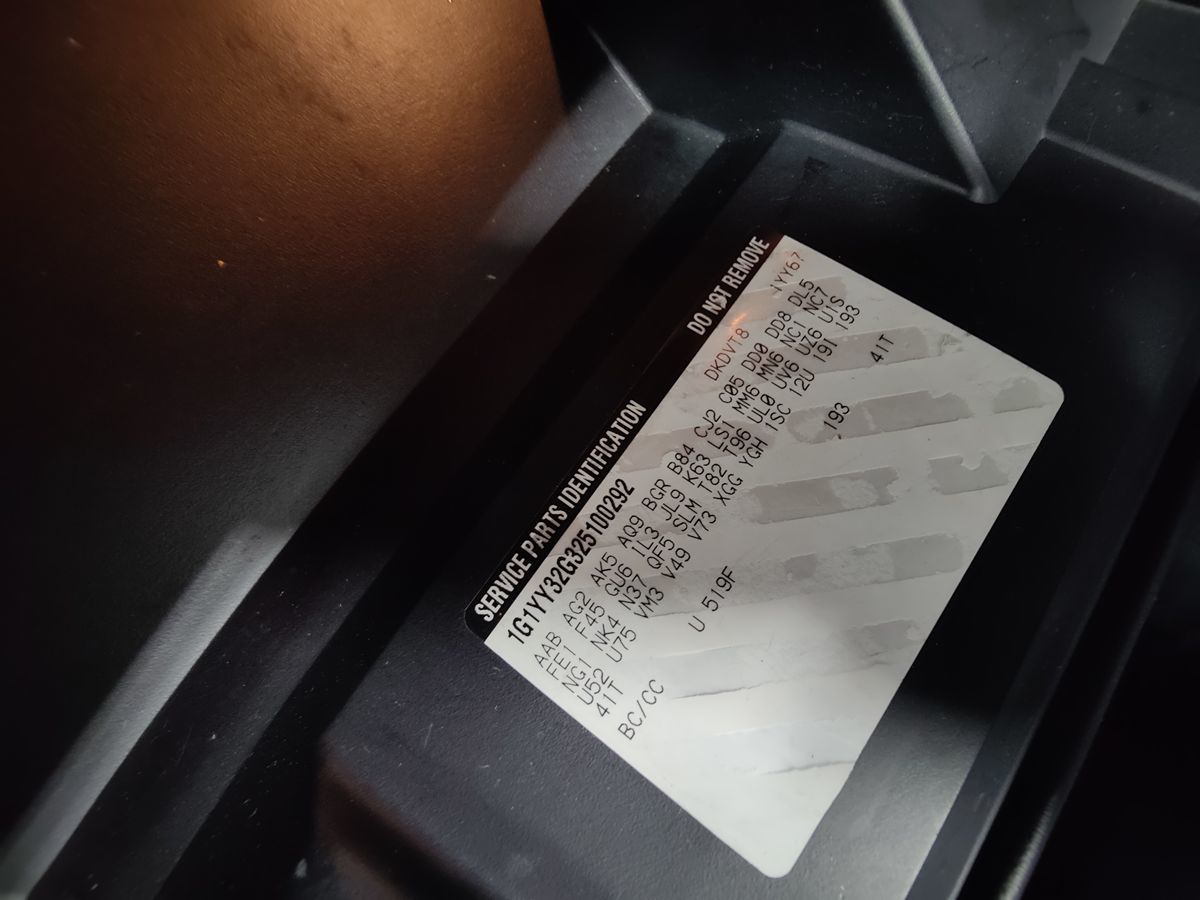 SERVICE PARTS IDENTIFICATION DO NOT REMOVE
1G1YY32G325100292 DKDVT8 1YY67
AAB AG2 AK5 AQ9 BGR B84 CJ2 C05 DD0 DD8 DL5
FE1 F45 GU6 IL3 JL9 K63 LS1 MM6 MN6 NC1 NC7
NG1 NK4 N37 QF5 SLM T82 T96 UL0 UV6 UZ6 U1S
U52 U75 VM3 V49 V73 XGG YGH 1SC 12U 19I 193
41T
BC/CC U 519F 193 41T